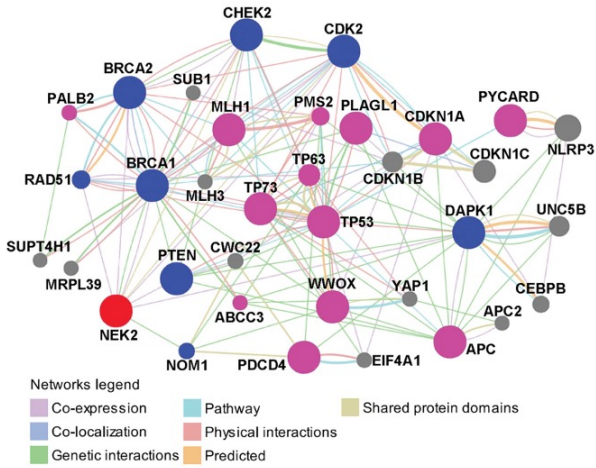 CHEK2
CDK2
BRCA2
SUB1
PALB2
MLH1
PMS2
PLAGL1
CDKN1A
PYCARD
NLRP3
CDKN1C
CDKN1B
BRCA1
RAD51
MLH3
TP63
TP73
TP53
DAPK1
UNC5B
SUPT4H1
MRPL39
PTEN
CWC22
WWOX
YAP1
CEBPB
APC2
NEK2
ABCC3
APC
NOM1
PDCD4
EIF4A1
Networks legend
Co-expression
Co-localization
Genetic interactions
Pathway
Physical interactions
Predicted
Shared protein domains